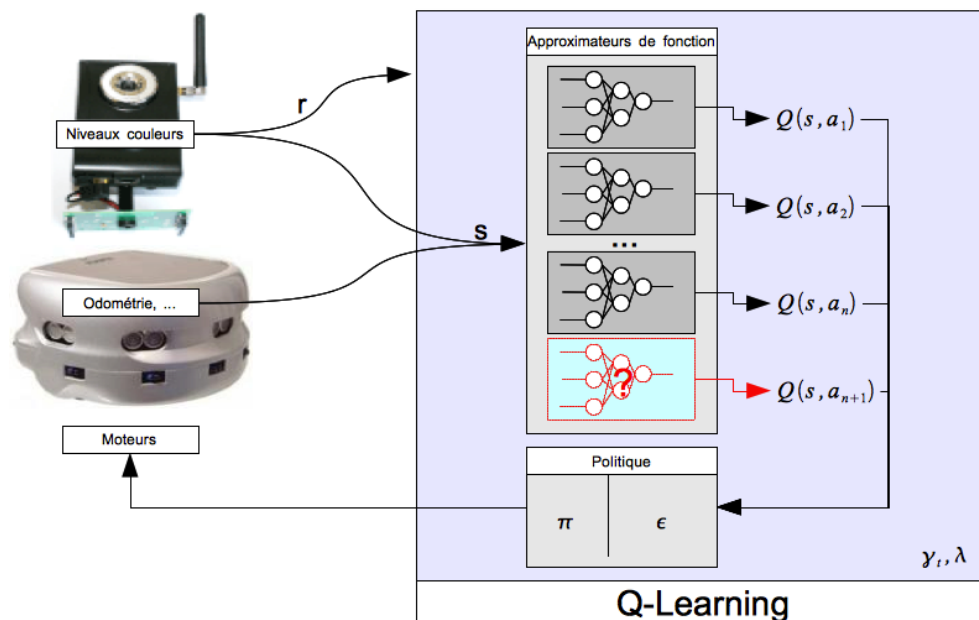 Approximateurs de fonction
r
Niveaux couleurs
Q(s,a₁)
Q(s,a₂)
s
...
Odométrie, ...
Q(s,aₙ)
?
Q(s,aₙ₊₁)
Moteurs
Politique
π ϵ
γₜ,λ
Q-Learning